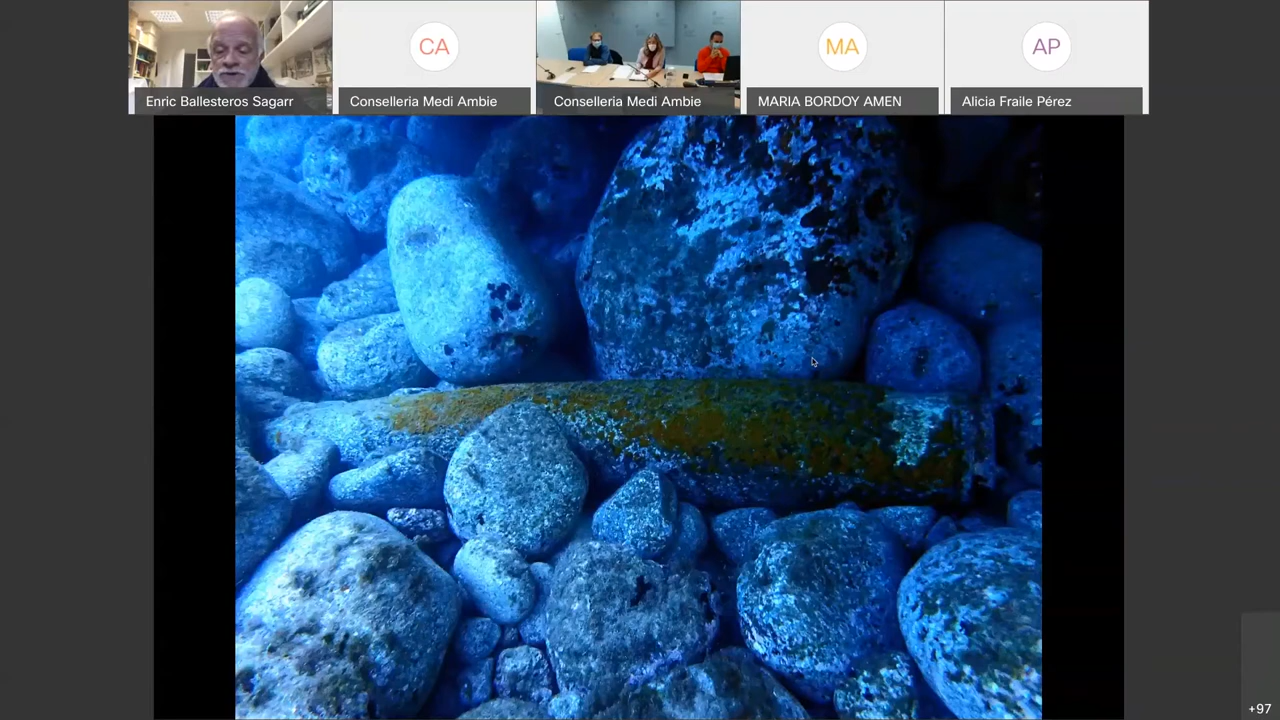 CA
MA
AP
Enric Ballesteros Sagarr
Conselleria Medi Ambie
Conselleria Medi Ambie
MARIA BORDOY AMEN
Alicia Fraile Pérez
+97